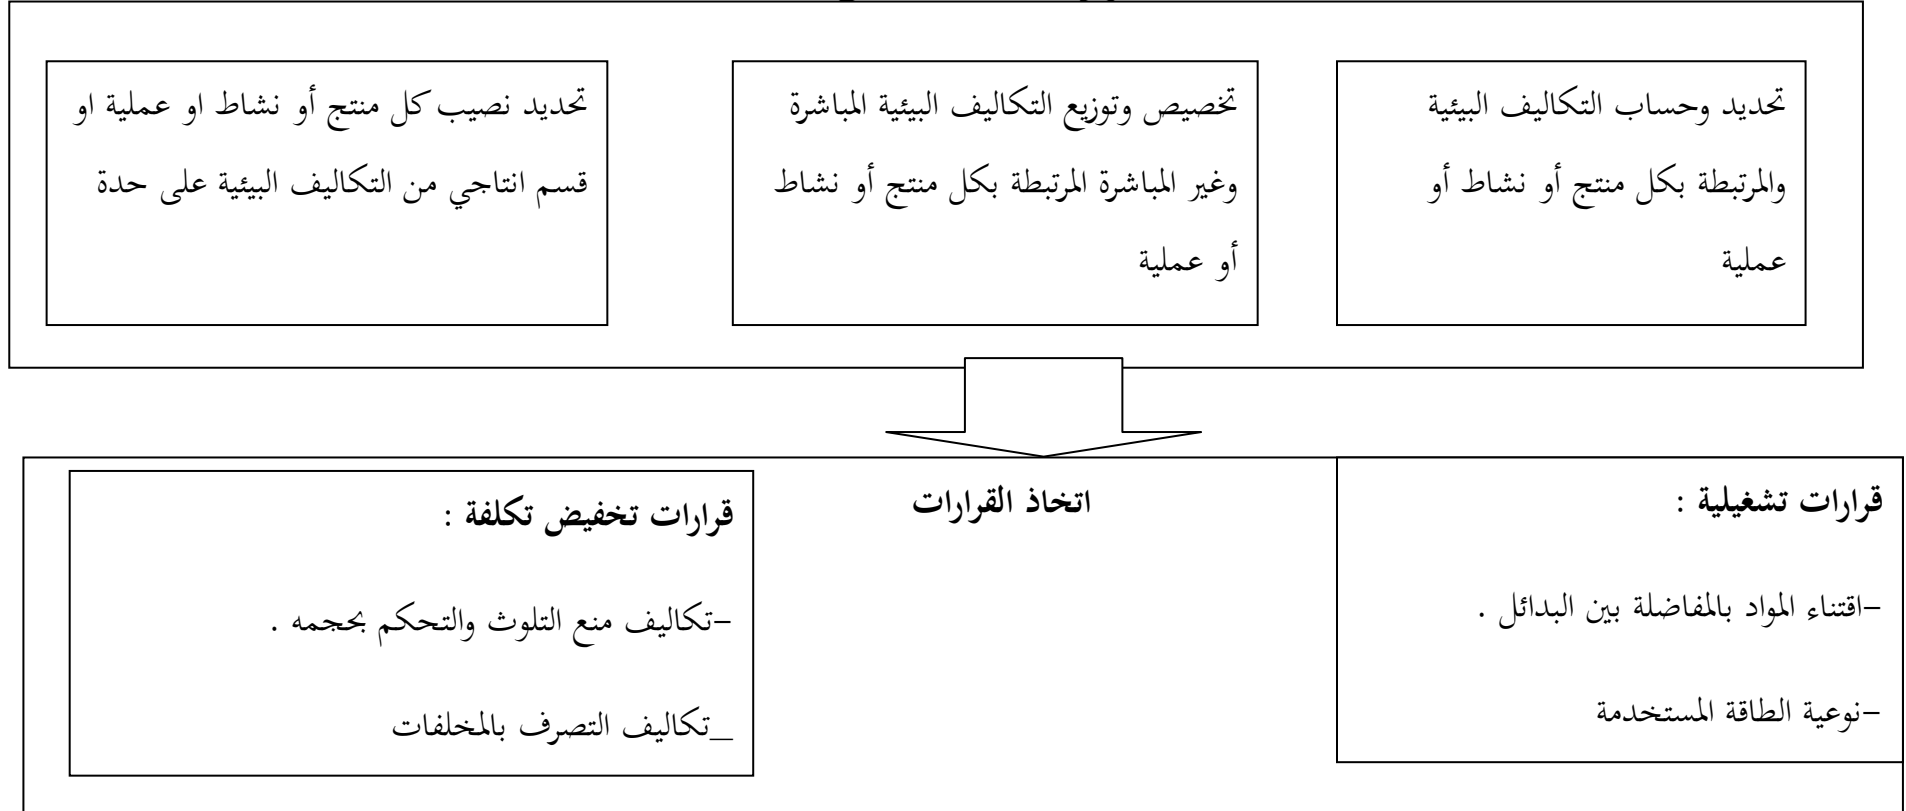 تحديد وحساب التكاليف البيئية
والمرتبطة بكل منتج أو نشاط أو
عملية
تخصيص وتوزيع التكاليف البيئية المباشرة
وغير المباشرة المرتبطة بكل منتج أو نشاط
أو عملية
تحديد نصيب كل منتج أو نشاط او عملية او
قسم انتاجي من التكاليف البيئية على حدة
قرارات تشغيلية :
-اقتناء المواد بالمفاضلة بين البدائل .
-نوعية الطاقة المستخدمة
اتخاذ القرارات
قرارات تخفيض تكلفة :
-تكاليف منع التلوث والتحكم بحجمه .
_تكاليف التصرف بالمخلفات